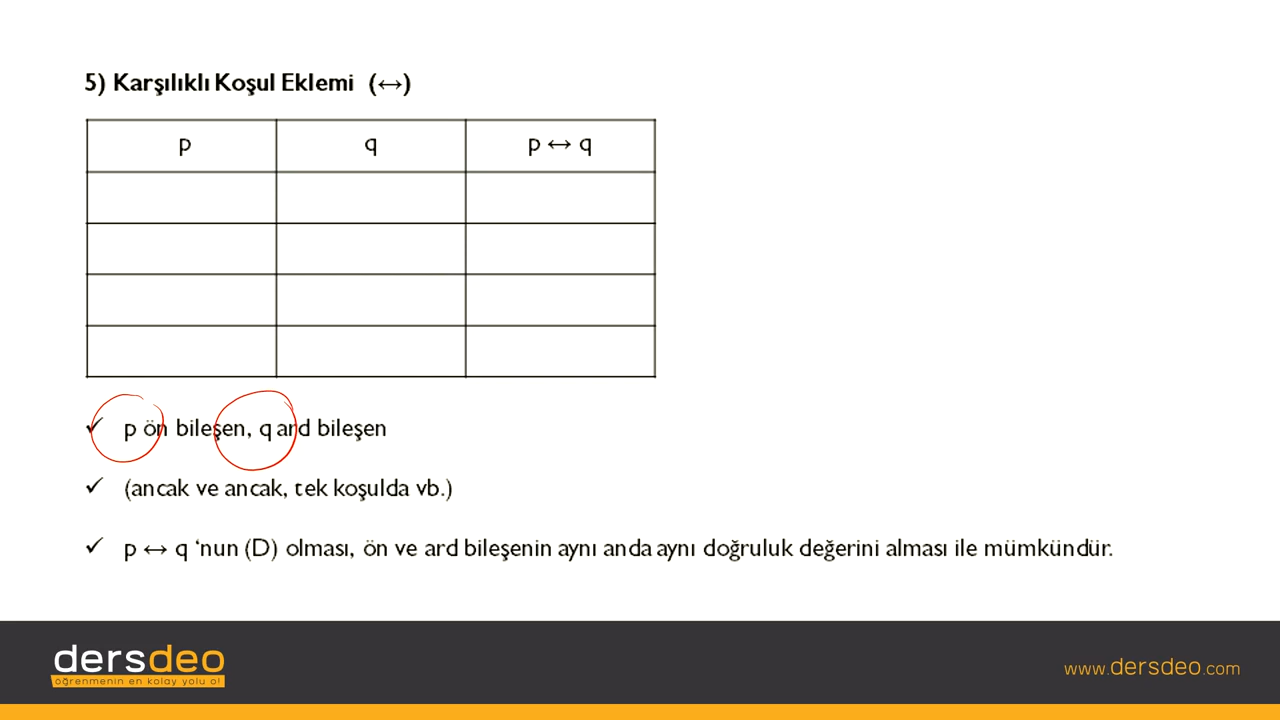 5) Karşılıklı Koşul Eklemi (↔)
p q p ↔ q
✓ p ön bileşen, q ard bileşen
✓ (ancak ve ancak, tek koşulda vb.)
✓ p ↔ q ‘nun (D) olması, ön ve ard bileşenin aynı anda aynı doğruluk değerini alması ile mümkündür.
dersdeo
öğrenmenin en kolay yolu o!
www.dersdeo.com